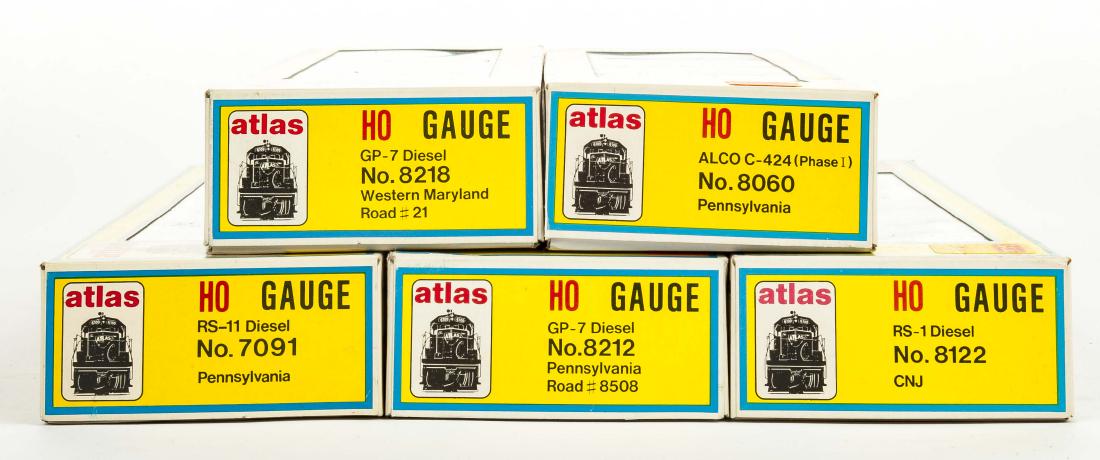 atlas
HO GAUGE
GP-7 Diesel
No. 8218
Western Maryland
Road # 21
atlas
HO GAUGE
ALCO C-424 (Phase I)
No. 8060
Pennsylvania
atlas
HO GAUGE
RS-11 Diesel
No. 7091
Pennsylvania
atlas
HO GAUGE
GP-7 Diesel
No. 8212
Pennsylvania
Road # 8508
atlas
HO GAUGE
RS-1 Diesel
No. 8122
CNJ